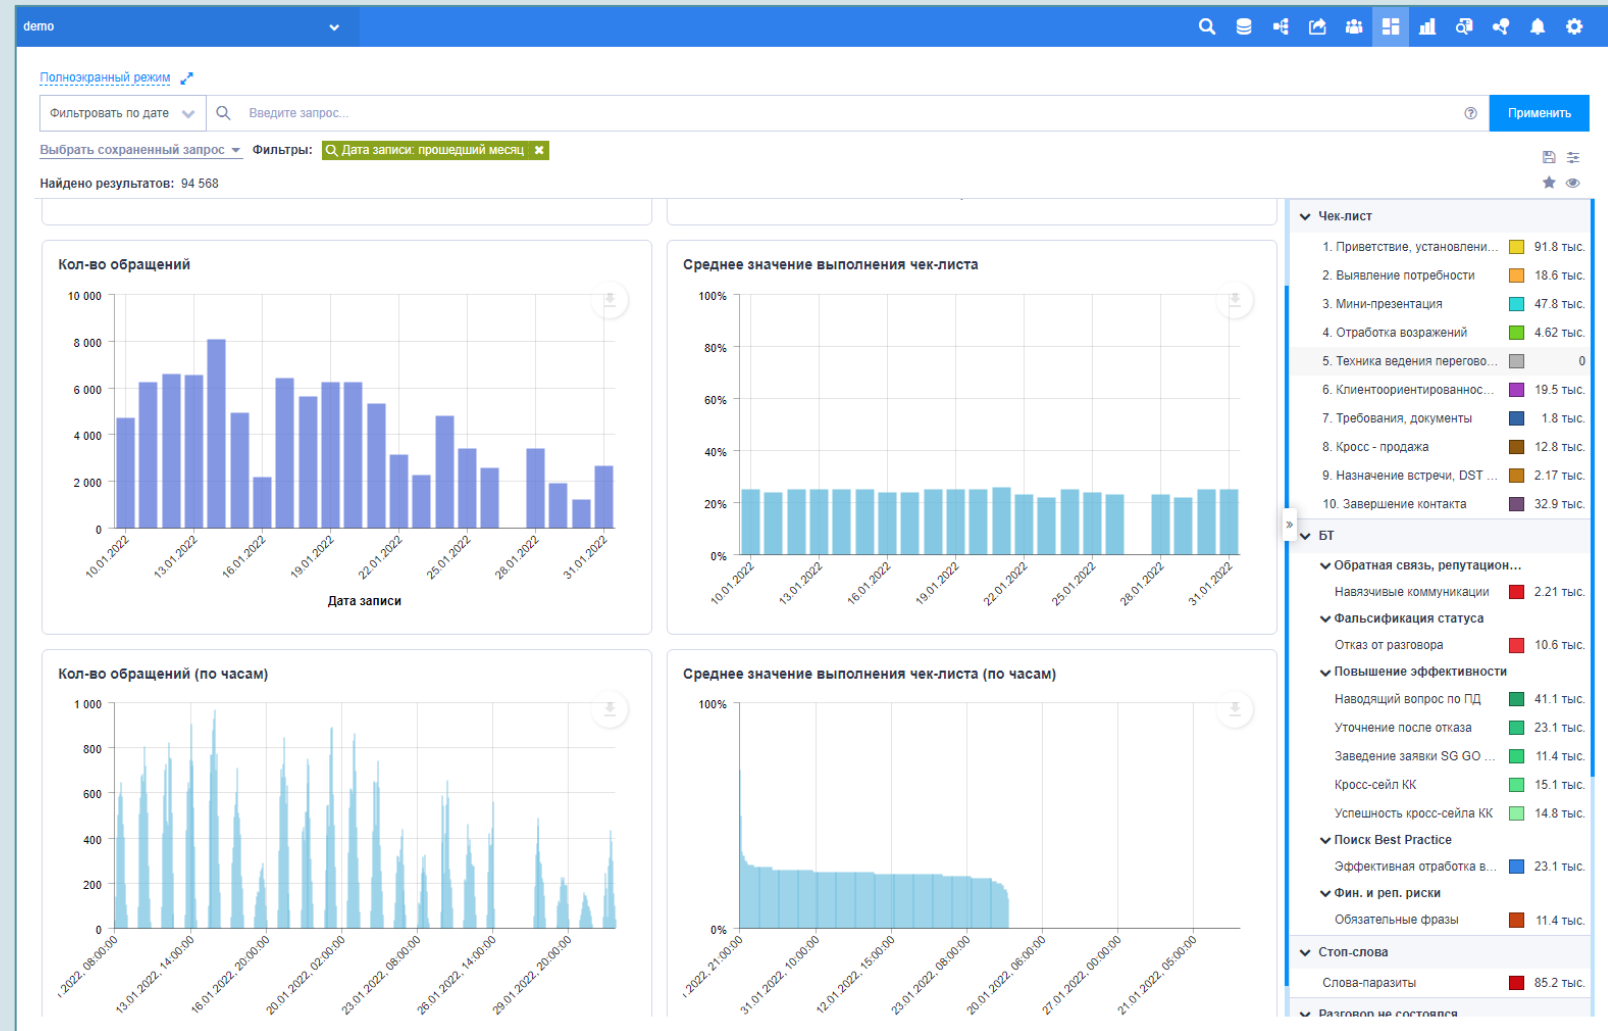 demo
Полноэкранный режим
Фильтровать по дате
Введите запрос...
Применить
Выбрать сохраненный запрос Фильтры: Дата записи: прошедший месяц
Найдено результатов: 94 568
Кол-во обращений
10 000
8 000
6 000
4 000
2 000
0
10.01.2022 13.01.2022 16.01.2022 19.01.2022 22.01.2022 25.01.2022 28.01.2022 31.01.2022
Дата записи
Среднее значение выполнения чек-листа
100%
80%
60%
40%
20%
0%
10.01.2022 13.01.2022 16.01.2022 19.01.2022 22.01.2022 25.01.2022 28.01.2022 31.01.2022
Кол-во обращений (по часам)
1 000
800
600
400
200
0
.2022, 08:00:00 13.01.2022, 14:00:00 16.01.2022, 20:00:00 20.01.2022, 02:00:00 23.01.2022, 08:00:00 26.01.2022, 14:00:00 29.01.2022, 20:00:00
Среднее значение выполнения чек-листа (по часам)
100%
0%
.2022, 21:00:00 31.01.2022, 10:00:00 12.01.2022, 15:00:00 23.01.2022, 08:00:00 20.01.2022, 06:00:00 27.01.2022, 00:00:00 21.01.2022, 05:00:00
Чек-лист
1. Приветствие, установлени... 91.8 тыс.
2. Выявление потребности 18.6 тыс.
3. Мини-презентация 47.8 тыс.
4. Отработка возражений 4.62 тыс.
5. Техника ведения перегово... 0
6. Клиентоориентированнос... 19.5 тыс.
7. Требования, документы 1.8 тыс.
8. Кросс - продажа 12.8 тыс.
9. Назначение встречи, DST ... 2.17 тыс.
10. Завершение контакта 32.9 тыс.
БТ
Обратная связь, репутацион...
Навязчивые коммуникации 2.21 тыс.
Фальсификация статуса
Отказ от разговора 10.6 тыс.
Повышение эффективности
Наводящий вопрос по ПД 41.1 тыс.
Уточнение после отказа 23.1 тыс.
Заведение заявки SG GO ... 11.4 тыс.
Кросс-сейл КК 15.1 тыс.
Успешность кросс-сейла КК 14.8 тыс.
Поиск Best Practice
Эффективная отработка в... 23.1 тыс.
Фин. и реп. риски
Обязательные фразы 11.4 тыс.
Стоп-слова
Слова-паразиты 85.2 тыс.
Разговор не состоялся